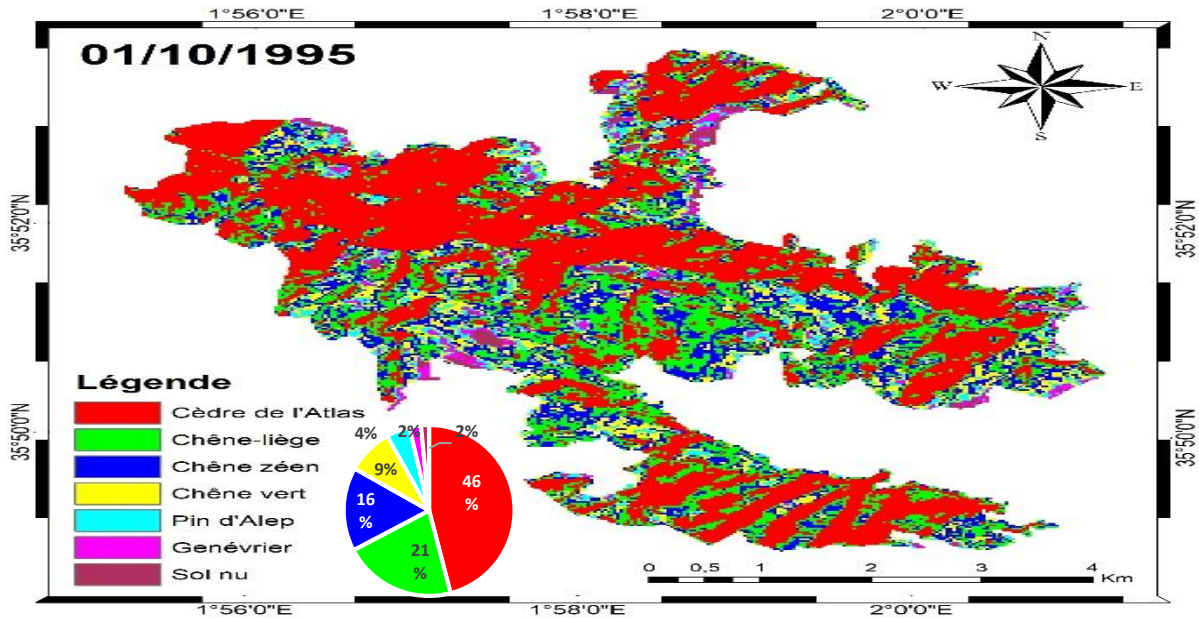 1°56'0"E 1°58'0"E 2°0'0"E
01/10/1995
N
W E
S
35°52'0"N 35°52'0"N
Légende
Cèdre de l'Atlas
Chêne-liège
Chêne zéen
Chêne vert
Pin d'Alep
Genévrier
Sol nu
4% 2% 2%
9% 46
%
16
%
21
%
35°50'0"N 35°50'0"N
0 0,5 1 2 3 4
Km
1°56'0"E 1°58'0"E 2°0'0"E